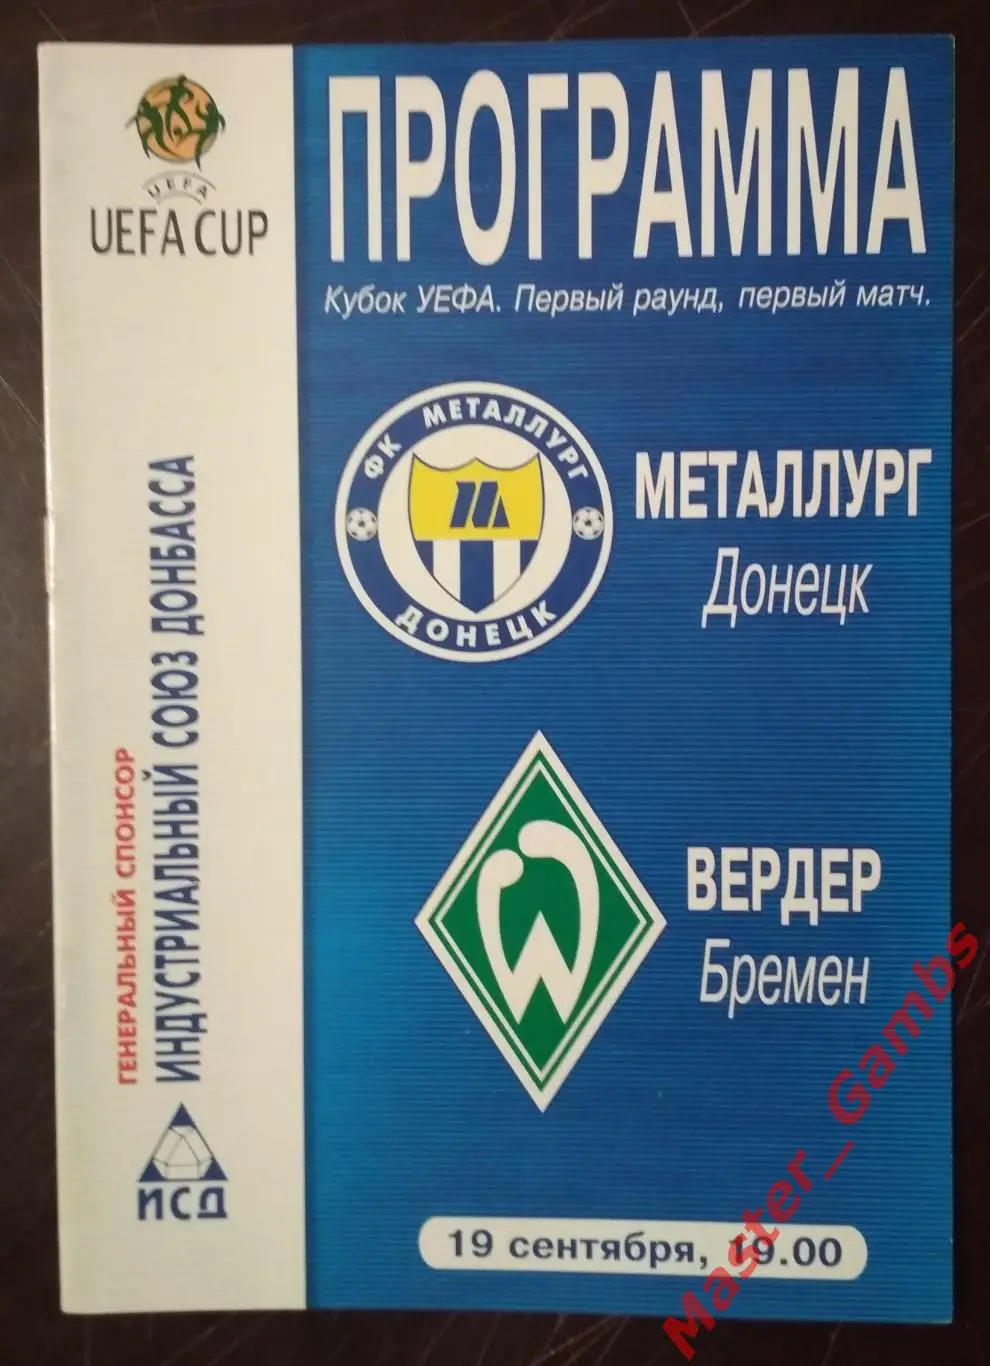 UEFA
UEFA CUP
ПРОГРАММА
Кубок УЕФА. Первый раунд, первый матч.
ФК МЕТАЛЛУРГ
ДОНЕЦК
МЕТАЛЛУРГ
Донецк
ВЕРДЕР
Бремен
ГЕНЕРАЛЬНЫЙ СПОНСОР
ИНДУСТРИАЛЬНЫЙ СОЮЗ ДОНБАССА
ИСД
19 сентября, 19.00
Master_Gambs